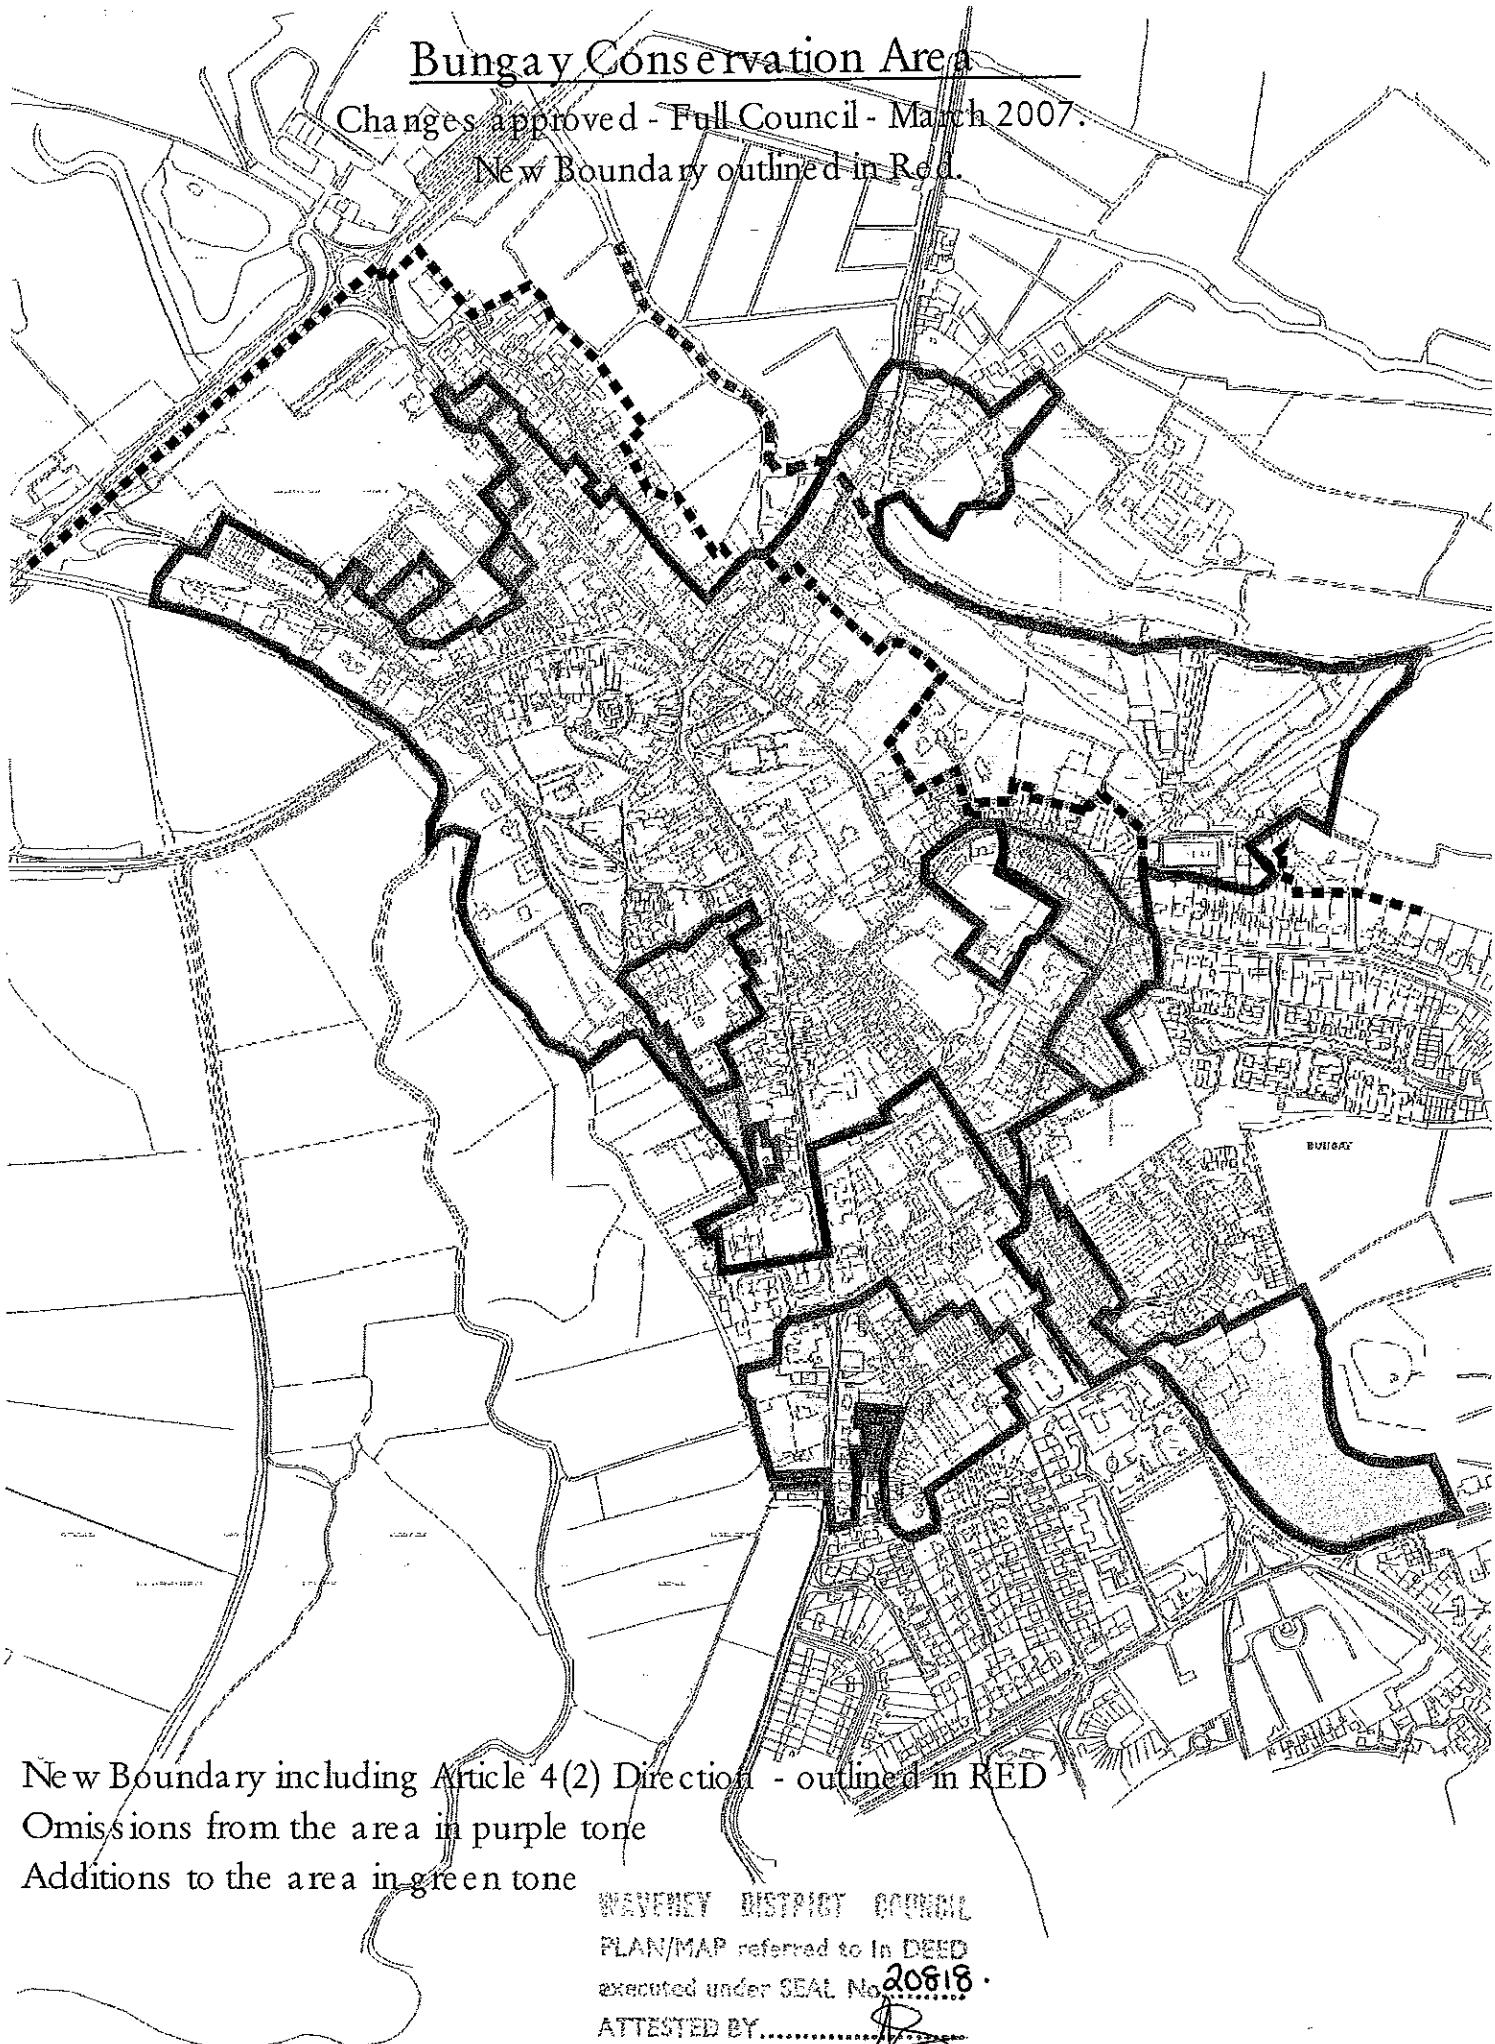 Bungay Conservation Area
Changes approved - Full Council - March 2007.
New Boundary outlined in Red.
BUNGAY
New Boundary including Article 4(2) Direction - outlined in RED
Omissions from the area in purple tone
Additions to the area in green tone
WAVENEY DISTRICT COUNCIL
PLAN/MAP referred to in DEED
executed under SEAL No. 20818.
ATTESTED BY